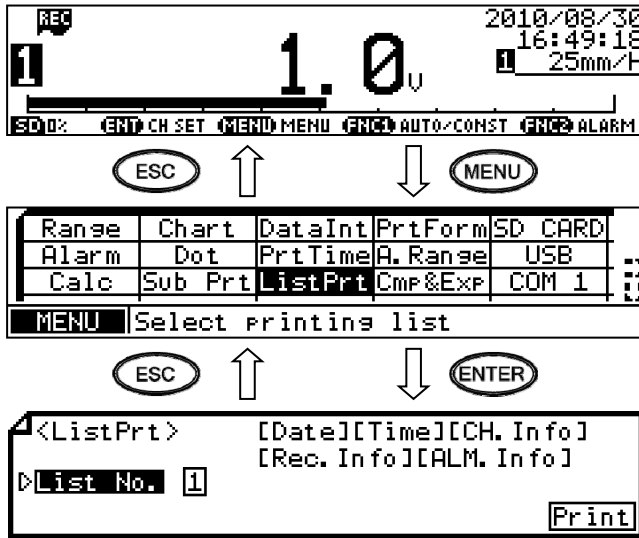 REC
2010/08/30
16:49:18
1 1.0V 1 25mm/H
SD 0% ENT CH SET MENU MENU FNC1 AUTO/CONST FNC2 ALARM
ESC MENU
Range Chart DataInt PrtForm SD CARD
Alarm Dot PrtTime A.Range USB
Calc Sub Prt ListPrt Cmp&Exp COM 1
MENU Select printing list
ESC ENTER
<ListPrt> [Date][Time][CH.Info]
[Rec.Info][ALM.Info]
List No. 1
Print